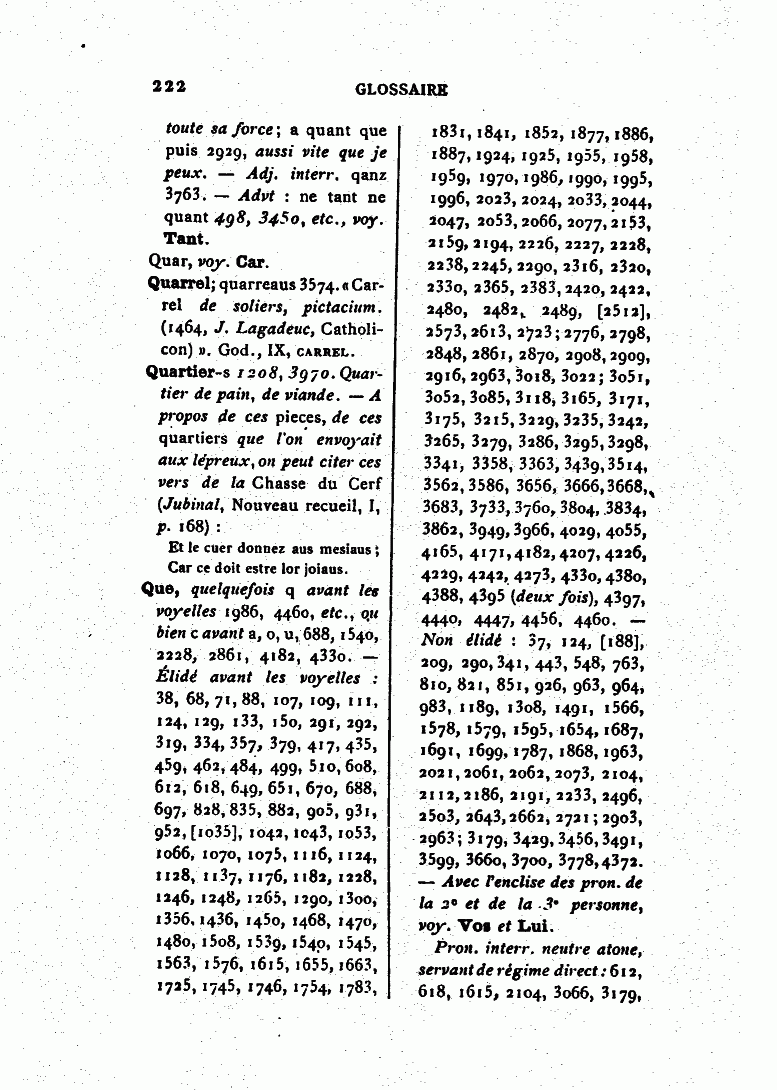 222
GLOSSAIRE
toute sa force; a quant que
puis 2929, aussi vite que je
peux. — Adj. interr. qanz
3763. — Advt : ne tant ne
quant 498, 3450, etc., voy.
Tant.
Quar, voy. Car.
Quarrel; quarreaus 3574. « Car-
rel de soliers, pictacium.
(1464, J. Lagadeuc, Catholi-
con) ». God., IX, CARREL.
Quartier-s 1208, 3970. Quar-
tier de pain, de viande. — A
propos de ces pieces, de ces
quartiers que l'on envoyait
aux lépreux, on peut citer ces
vers de la Chasse du Cerf
(Jubinal, Nouveau recueil, I,
p. 168) :
Et le cuer donnez aus mesiaus;
Car ce doit estre lor joiaus.
Que, quelquefois q avant les
voyelles 1986, 4460, etc., ou
bien c avant a, o, u, 688, 1540,
2228, 2861, 4182, 4330. —
Élidé avant les voyelles :
38, 68, 71, 88, 107, 109, 111,
124, 129, 133, 150, 291, 292,
319, 334, 357, 379, 417, 435,
459, 462, 484, 499, 510, 608,
612, 618, 649, 651, 670, 688,
697, 828, 835, 882, 905, 931,
952, [1035], 1042, 1043, 1053,
1066, 1070, 1075, 1116, 1124,
1128, 1137, 1176, 1182, 1228,
1246, 1248, 1265, 1290, 1300,
1356, 1436, 1450, 1468, 1470,
1480, 1508, 1539, 1540, 1545,
1563, 1576, 1615, 1655, 1663,
1725, 1745, 1746, 1754, 1783,
1831, 1841, 1852, 1877, 1886,
1887, 1924, 1925, 1955, 1958,
1959, 1970, 1986, 1990, 1995,
1996, 2023, 2024, 2033, 2044,
2047, 2053, 2066, 2077, 2153,
2159, 2194, 2226, 2227, 2228,
2238, 2245, 2290, 2316, 2320,
2330, 2365, 2383, 2420, 2422,
2480, 2482, 2489, [2512],
2573, 2613, 2723; 2776, 2798,
2848, 2861, 2870, 2908, 2909,
2916, 2963, 3018, 3022; 3051,
3052, 3085, 3118, 3165, 3171,
3175, 3215, 3229, 3235, 3242,
3265, 3279, 3286, 3295, 3298,
3341, 3358, 3363, 3439, 3514,
3562, 3586, 3656, 3666, 3668,
3683, 3733, 3760, 3804, 3834,
3862, 3949, 3966, 4029, 4055,
4165, 4171, 4182, 4207, 4226,
4229, 4242, 4273, 4330, 4380,
4388, 4395 (deux fois), 4397,
4440, 4447, 4456, 4460. —
Non élidé : 37, 124, [188],
209, 290, 341, 443, 548, 763,
810, 821, 851, 926, 963, 964,
983, 1189, 1308, 1491, 1566,
1578, 1579, 1595, 1654, 1687,
1691, 1699, 1787, 1868, 1963,
2021, 2061, 2062, 2073, 2104,
2112, 2186, 2191, 2233, 2496,
2503, 2643, 2662, 2721; 2903,
2963; 3179, 3429, 3456, 3491,
3599, 3660, 3700, 3778, 4372.
— Avec l'enclise des pron. de
la 2e et de la 3e personne,
voy. Vos et Lui.
Pron. interr. neutre atone,
servant de régime direct : 612,
618, 1615, 2104, 3066, 3179,